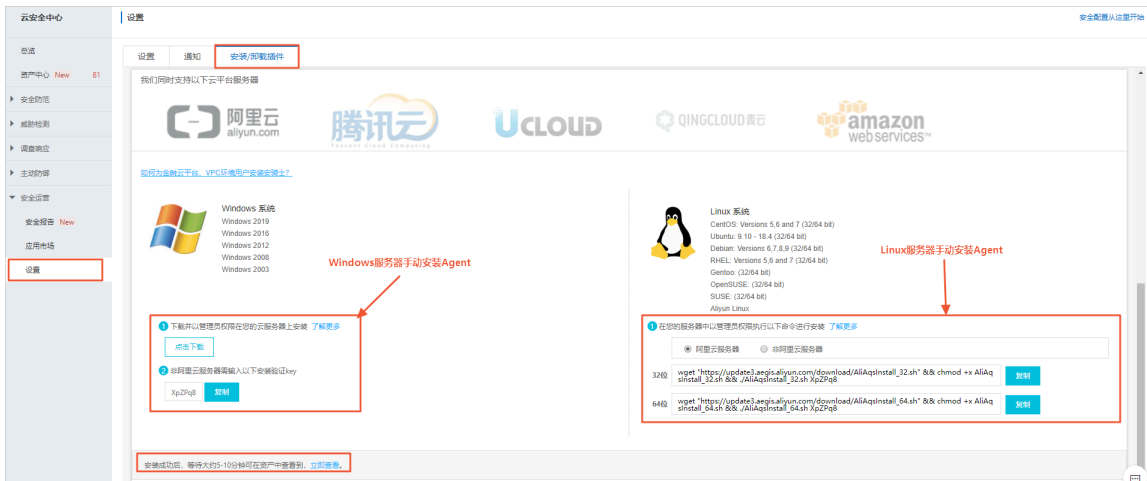 云安全中心
设置
安全配置从这里开始
总览
资产中心 New 81
安全防范
威胁检测
调查响应
主动防御
安全运营
安全报告 New
应用市场
设置
设置 通知 安装/卸载插件
我们同时支持以下云平台服务器
阿里云
aliyun.com
腾讯云
Tencent Cloud Computing
UCLOUD
QINGCLOUD青云
amazon
webservices™
如何为金融云平台、VPC环境用户安装安骑士?
Windows 系统
Windows 2019
Windows 2016
Windows 2012
Windows 2008
Windows 2003
Windows服务器手动安装Agent
1 下载并以管理员权限在您的云服务器上安装 了解更多
点击下载
2 非阿里云服务器需输入以下安装验证key
XpZPq8 复制
Linux 系统
CentOS: Versions 5,6 and 7 (32/64 bit)
Ubuntu: 9.10 - 18.4 (32/64 bit)
Debian: Versions 6,7,8,9 (32/64 bit)
RHEL: Versions 5,6 and 7 (32/64 bit)
Gentoo: (32/64 bit)
OpenSUSE: (32/64 bit)
SUSE: (32/64 bit)
Aliyun Linux
Linux服务器手动安装Agent
1 在您的服务器中以管理员权限执行以下命令进行安装 了解更多
阿里云服务器 非阿里云服务器
32位 wget "https://update3.aegis.aliyun.com/download/AliAqsInstall_32.sh" && chmod +x AliAq
sInstall_32.sh && ./AliAqsInstall_32.sh XpZPq8
复制
64位 wget "https://update3.aegis.aliyun.com/download/AliAqsInstall_64.sh" && chmod +x AliAq
sInstall_64.sh && ./AliAqsInstall_64.sh XpZPq8
复制
安装成功后，等待大约5-10分钟可在资产中查看到，立即查看。